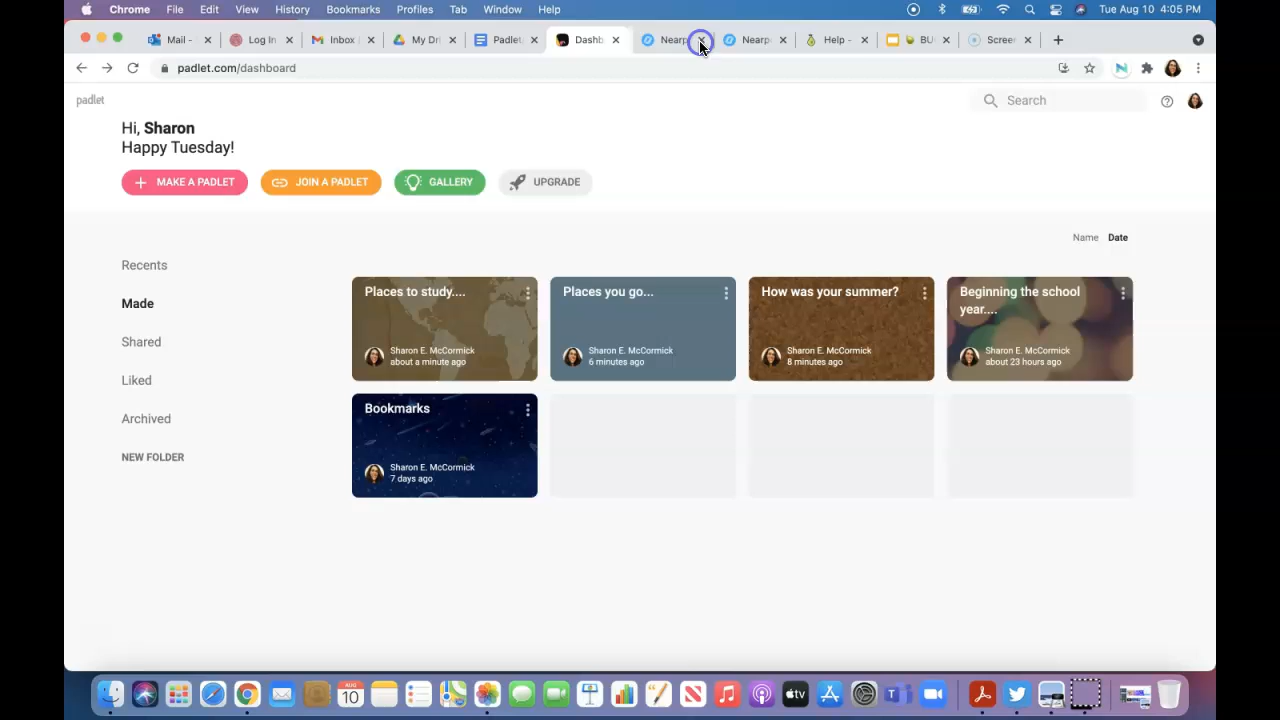 Chrome File Edit View History Bookmarks Profiles Tab Window Help Tue Aug 10 4:05 PM
Mail - Log In Inbox My Dri Padlet Dashb Nearp Nearp Help - BU Scree
padlet.com/dashboard
padlet
Search
Hi, Sharon
Happy Tuesday!
MAKE A PADLET JOIN A PADLET GALLERY UPGRADE
Name Date
Recents
Made
Shared
Liked
Archived
NEW FOLDER
Places to study....
Sharon E. McCormick
about a minute ago
Places you go...
Sharon E. McCormick
6 minutes ago
How was your summer?
Sharon E. McCormick
8 minutes ago
Beginning the school
year....
Sharon E. McCormick
about 23 hours ago
Bookmarks
Sharon E. McCormick
7 days ago
AUG
10
tv